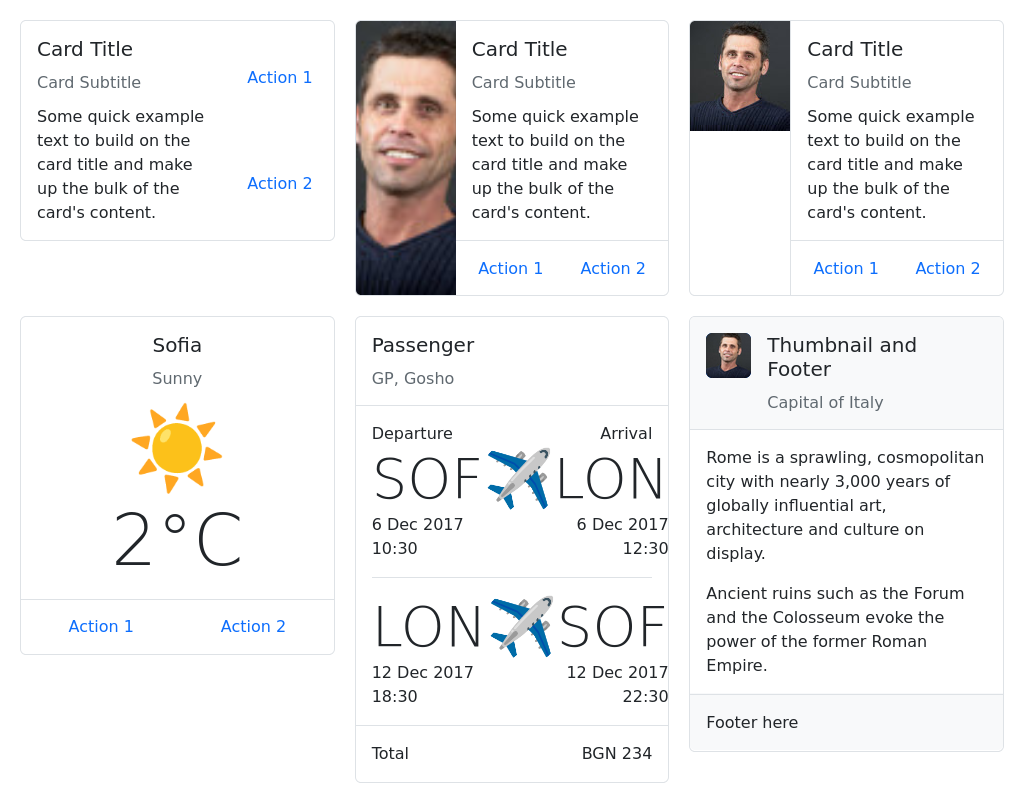 Card Title
Card Subtitle
Some quick example
text to build on the
card title and make
up the bulk of the
card's content.
Action 1
Action 2
Card Title
Card Subtitle
Some quick example
text to build on the
card title and make
up the bulk of the
card's content.
Action 1 Action 2
Card Title
Card Subtitle
Some quick example
text to build on the
card title and make
up the bulk of the
card's content.
Action 1 Action 2
Sofia
Sunny
2°C
Action 1 Action 2
Passenger
GP, Gosho
Departure Arrival
SOF LON
6 Dec 2017 6 Dec 2017
10:30 12:30
LON SOF
12 Dec 2017 12 Dec 2017
18:30 22:30
Total BGN 234
Thumbnail and
Footer
Capital of Italy
Rome is a sprawling, cosmopolitan
city with nearly 3,000 years of
globally influential art,
architecture and culture on
display.
Ancient ruins such as the Forum
and the Colosseum evoke the
power of the former Roman
Empire.
Footer here